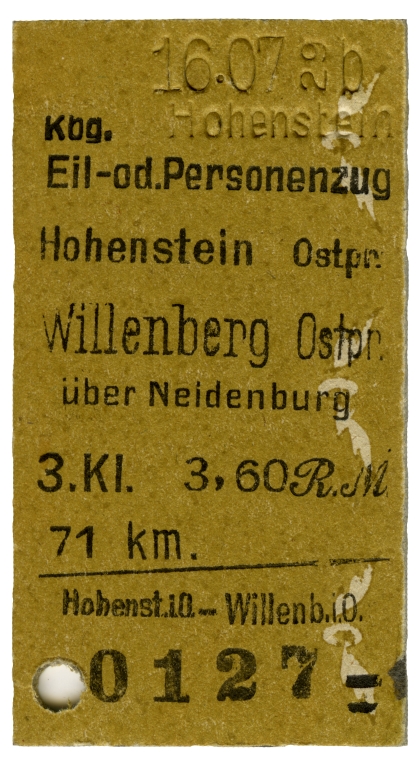 16.07 29 b
Hohenstein
Kbg.
Eil-od.Personenzug
Hohenstein Ostpr.
Willenberg Ostpr.
über Neidenburg
3.Kl. 3,60 R.M.
71 km.
Hohenst.i.O.- Willenb.i.O.
0127